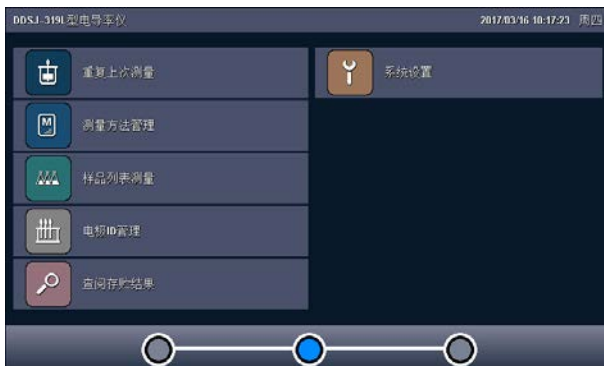 DDSJ-319L型电导率仪 2017/03/16 10:17:23 周四
重复上次测量
系统设置
测量方法管理
样品列表测量
电极ID管理
查阅存贮结果